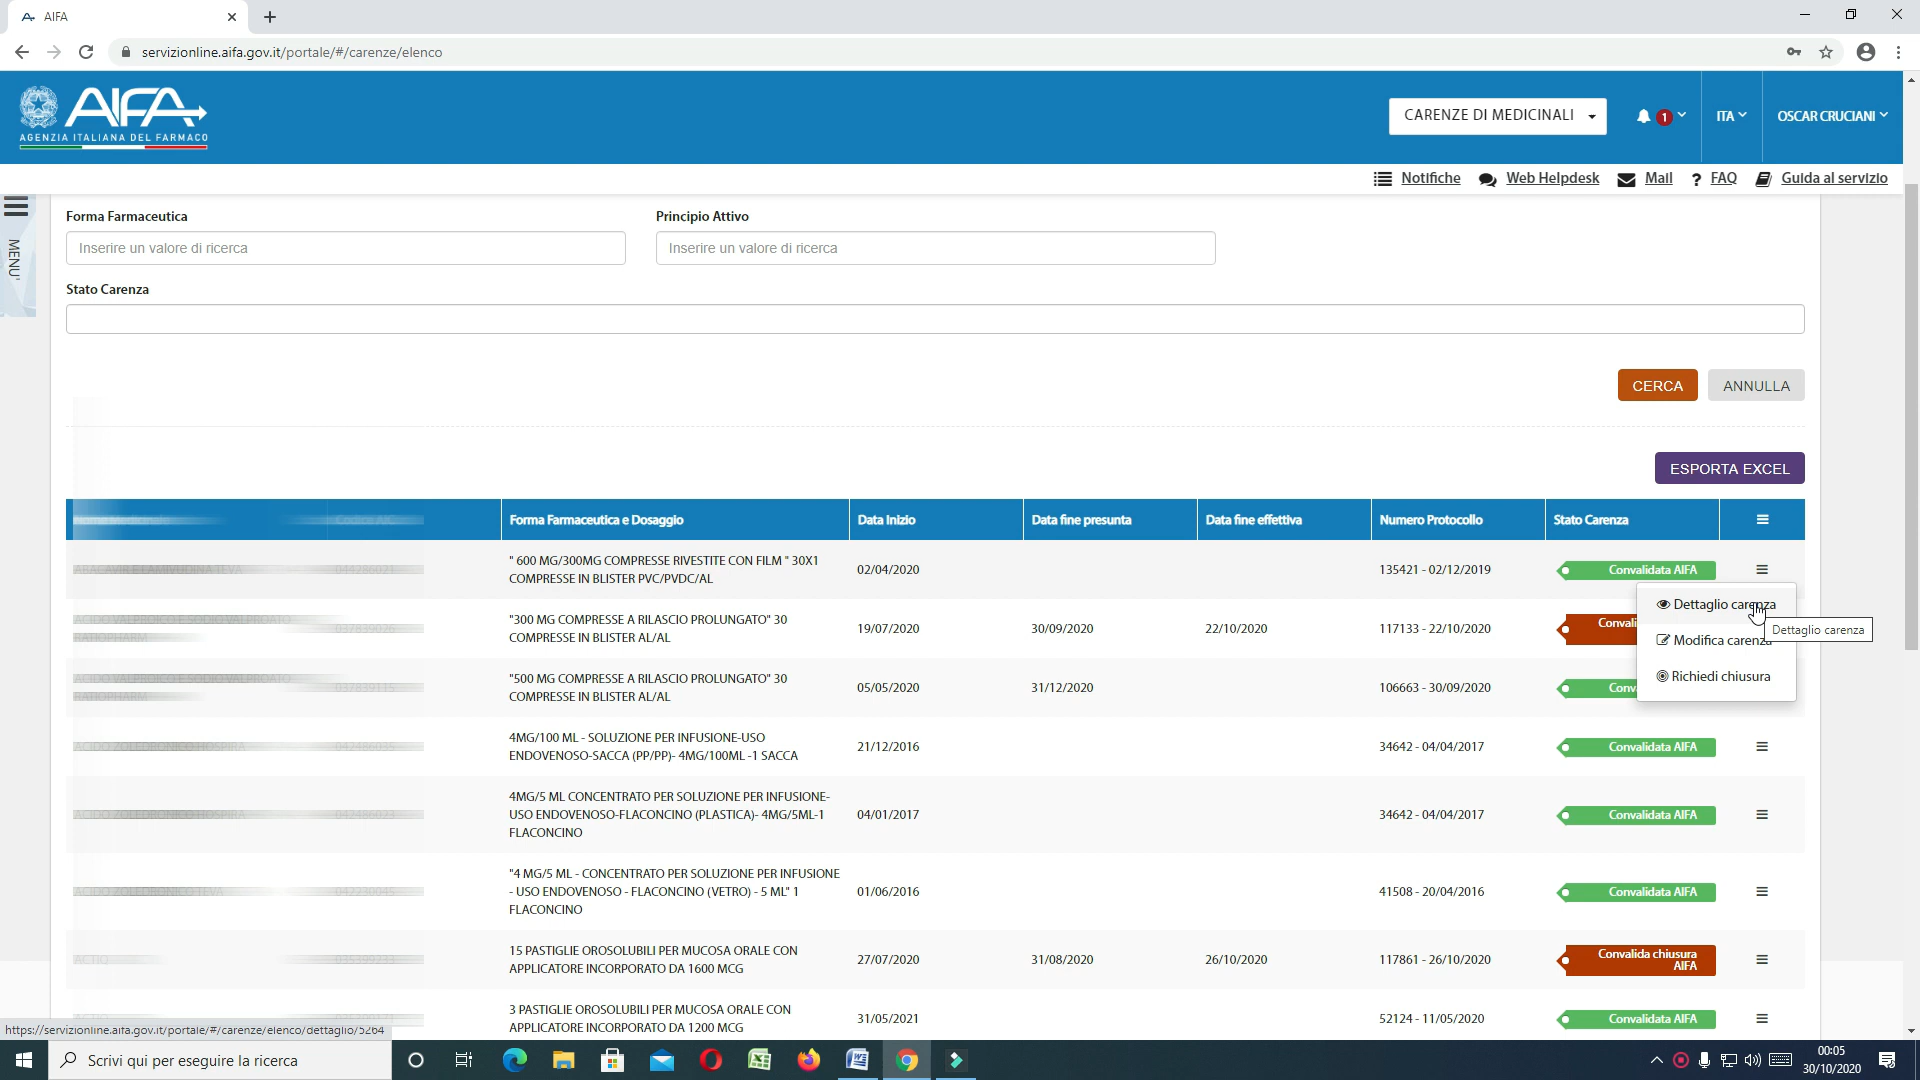 AIFA
servizionline.aifa.gov.it/portale/#/carenze/elenco
AIFA
AGENZIA ITALIANA DEL FARMACO
CARENZE DI MEDICINALI
1
ITA
OSCAR CRUCIANI
Notifiche
Web Helpdesk
Mail
? FAQ
Guida al servizio
MENU'
Forma Farmaceutica
Principio Attivo
Inserire un valore di ricerca
Inserire un valore di ricerca
Stato Carenza
CERCA
ANNULLA
ESPORTA EXCEL
Forma Farmaceutica e Dosaggio
Data Inizio
Data fine presunta
Data fine effettiva
Numero Protocollo
Stato Carenza
" 600 MG/300MG COMPRESSE RIVESTITE CON FILM " 30X1
COMPRESSE IN BLISTER PVC/PVDC/AL
02/04/2020
135421 - 02/12/2019
Convalidata AIFA
Dettaglio carenza
Dettaglio carenza
Modifica carenza
Richiedi chiusura
"300 MG COMPRESSE A RILASCIO PROLUNGATO" 30
COMPRESSE IN BLISTER AL/AL
19/07/2020
30/09/2020
22/10/2020
117133 - 22/10/2020
Convali
"500 MG COMPRESSE A RILASCIO PROLUNGATO" 30
COMPRESSE IN BLISTER AL/AL
05/05/2020
31/12/2020
106663 - 30/09/2020
Conv
4MG/100 ML - SOLUZIONE PER INFUSIONE-USO
ENDOVENOSO-SACCA (PP/PP)- 4MG/100ML -1 SACCA
21/12/2016
34642 - 04/04/2017
Convalidata AIFA
4MG/5 ML CONCENTRATO PER SOLUZIONE PER INFUSIONE-
USO ENDOVENOSO-FLACONCINO (PLASTICA)- 4MG/5ML-1
FLACONCINO
04/01/2017
34642 - 04/04/2017
Convalidata AIFA
"4 MG/5 ML - CONCENTRATO PER SOLUZIONE PER INFUSIONE
- USO ENDOVENOSO - FLACONCINO (VETRO) - 5 ML" 1
FLACONCINO
01/06/2016
41508 - 20/04/2016
Convalidata AIFA
15 PASTIGLIE OROSOLUBILI PER MUCOSA ORALE CON
APPLICATORE INCORPORATO DA 1600 MCG
27/07/2020
31/08/2020
26/10/2020
117861 - 26/10/2020
Convalida chiusura
AIFA
3 PASTIGLIE OROSOLUBILI PER MUCOSA ORALE CON
APPLICATORE INCORPORATO DA 1200 MCG
31/05/2021
52124 - 11/05/2020
Convalidata AIFA
https://servizionline.aifa.gov.it/portale/#/carenze/elenco/dettaglio/5264
Scrivi qui per eseguire la ricerca
00:05
30/10/2020